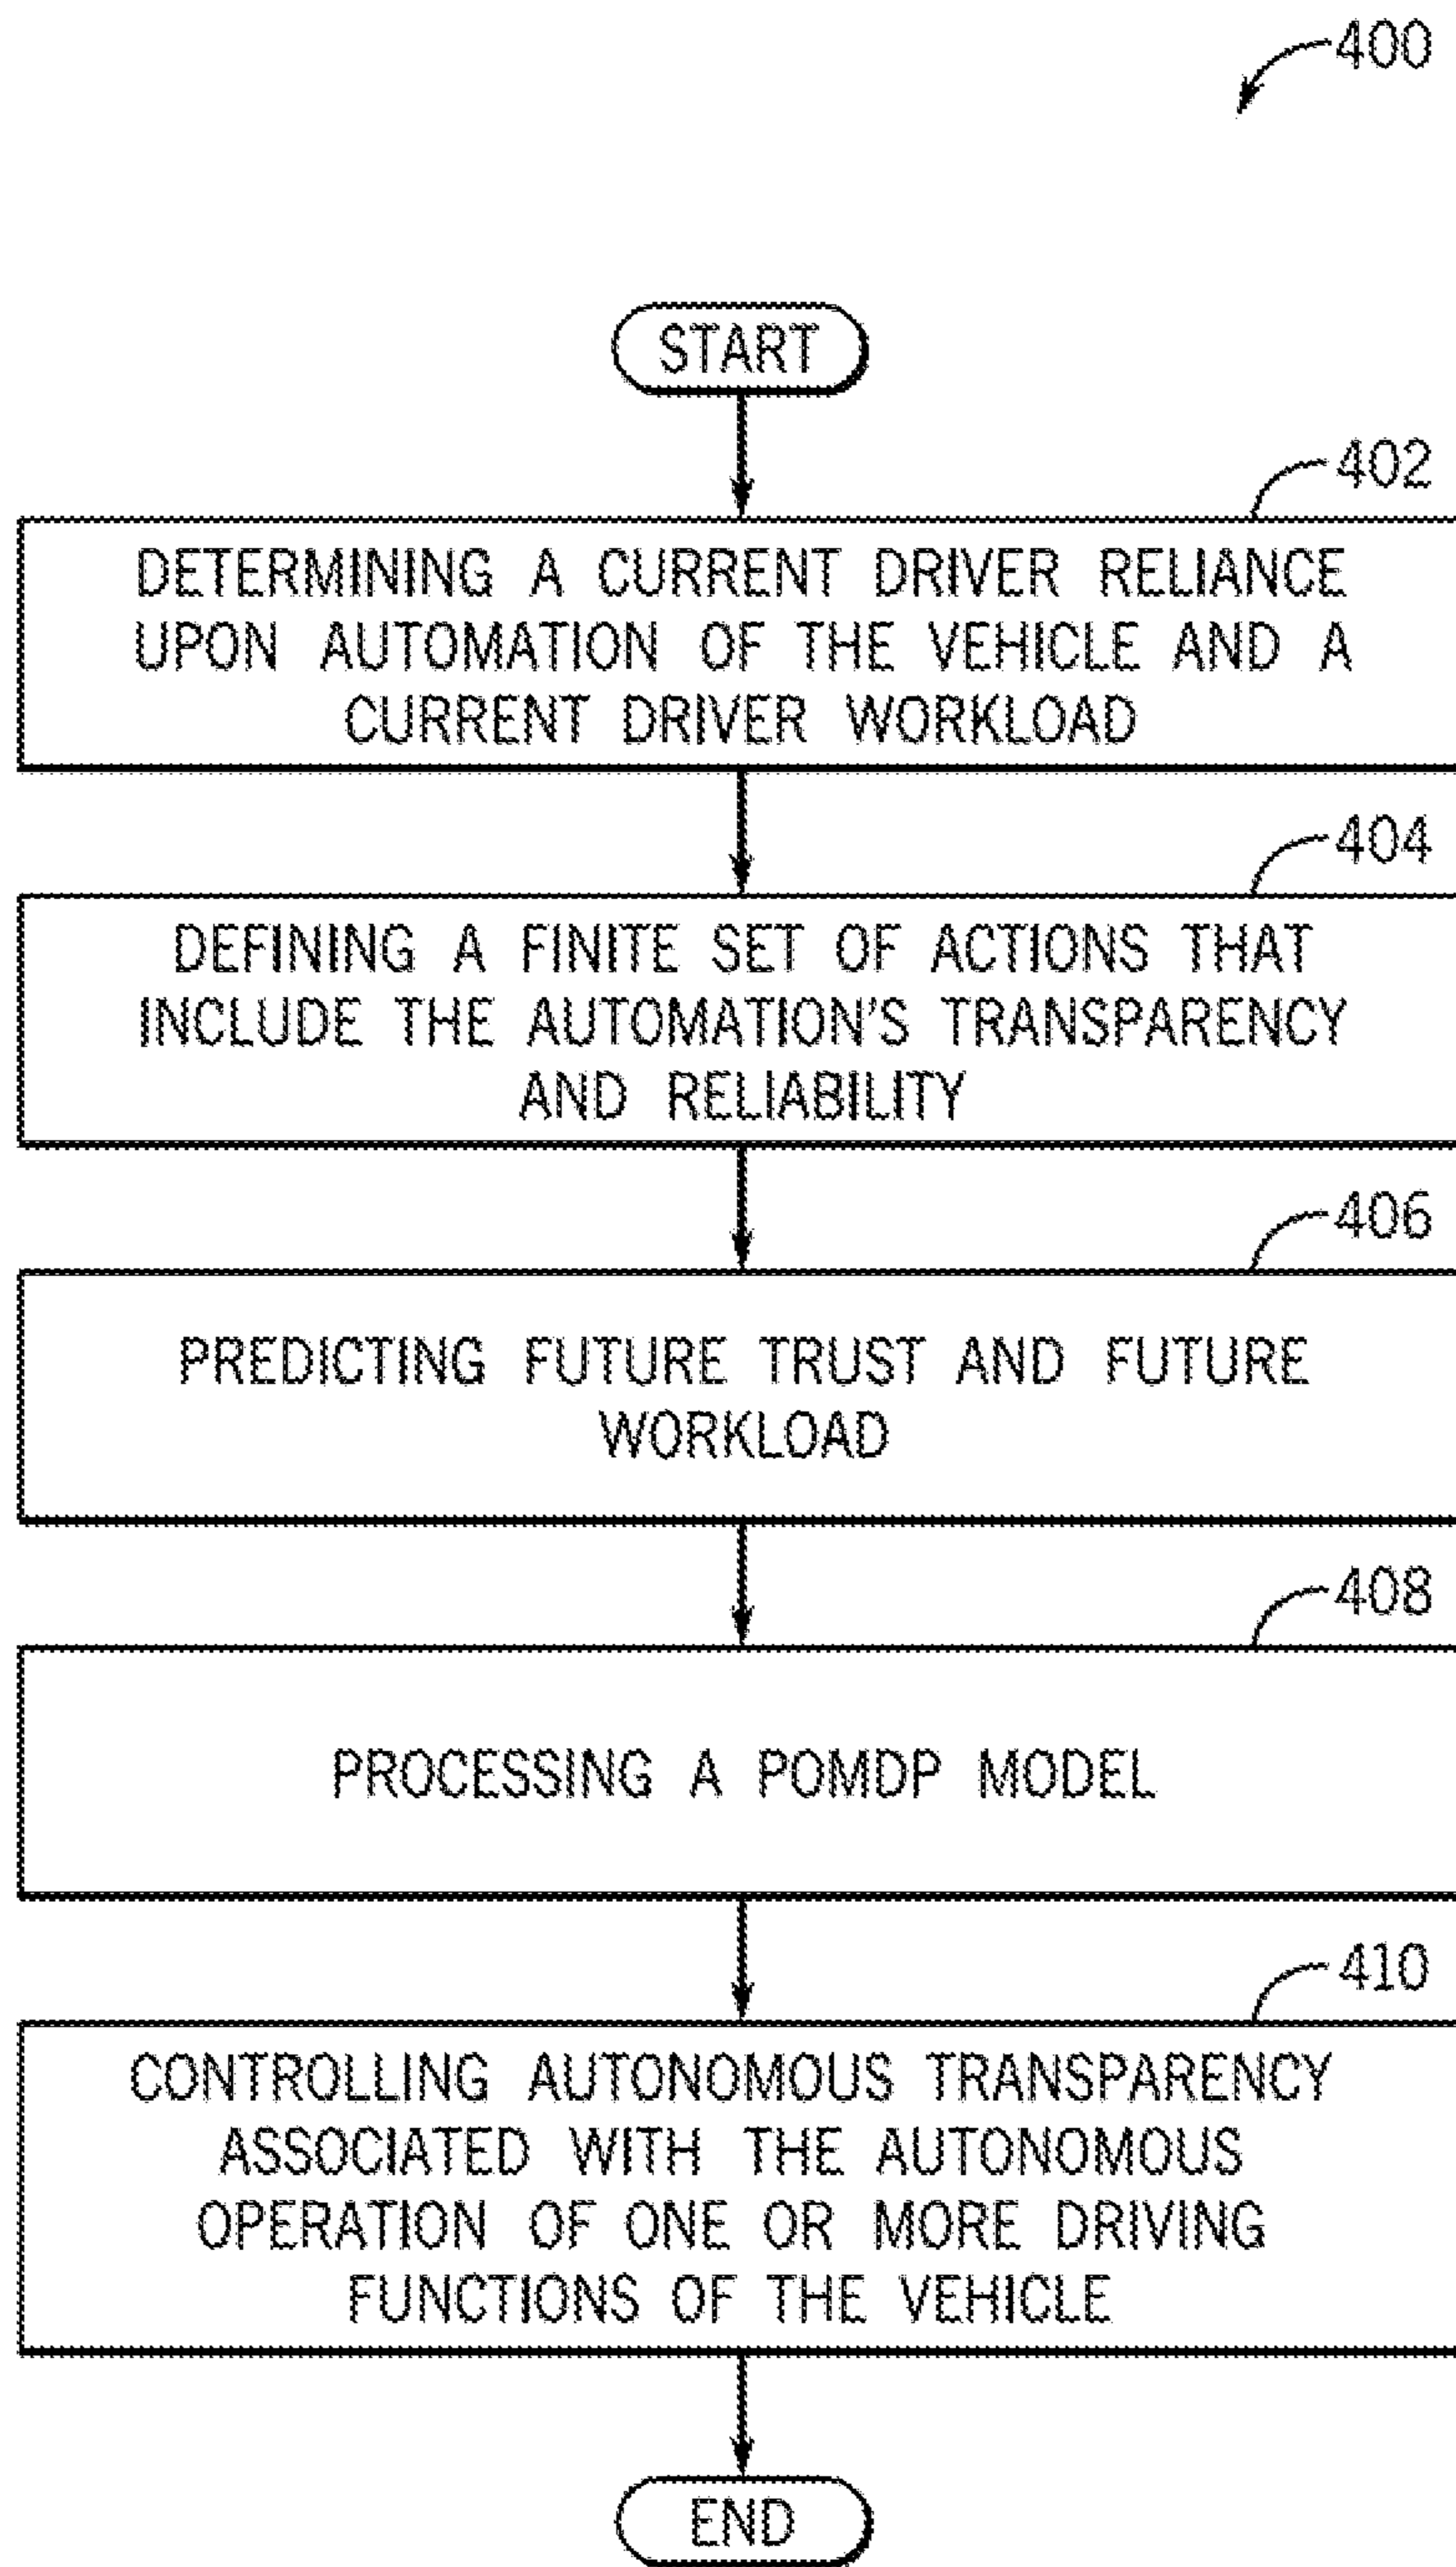 400
START
402
DETERMINING A CURRENT DRIVER RELIANCE
UPON AUTOMATION OF THE VEHICLE AND A
CURRENT DRIVER WORKLOAD
404
DEFINING A FINITE SET OF ACTIONS THAT
INCLUDE THE AUTOMATION'S TRANSPARENCY
AND RELIABILITY
406
PREDICTING FUTURE TRUST AND FUTURE
WORKLOAD
408
PROCESSING A POMDP MODEL
410
CONTROLLING AUTONOMOUS TRANSPARENCY
ASSOCIATED WITH THE AUTONOMOUS
OPERATION OF ONE OR MORE DRIVING
FUNCTIONS OF THE VEHICLE
END